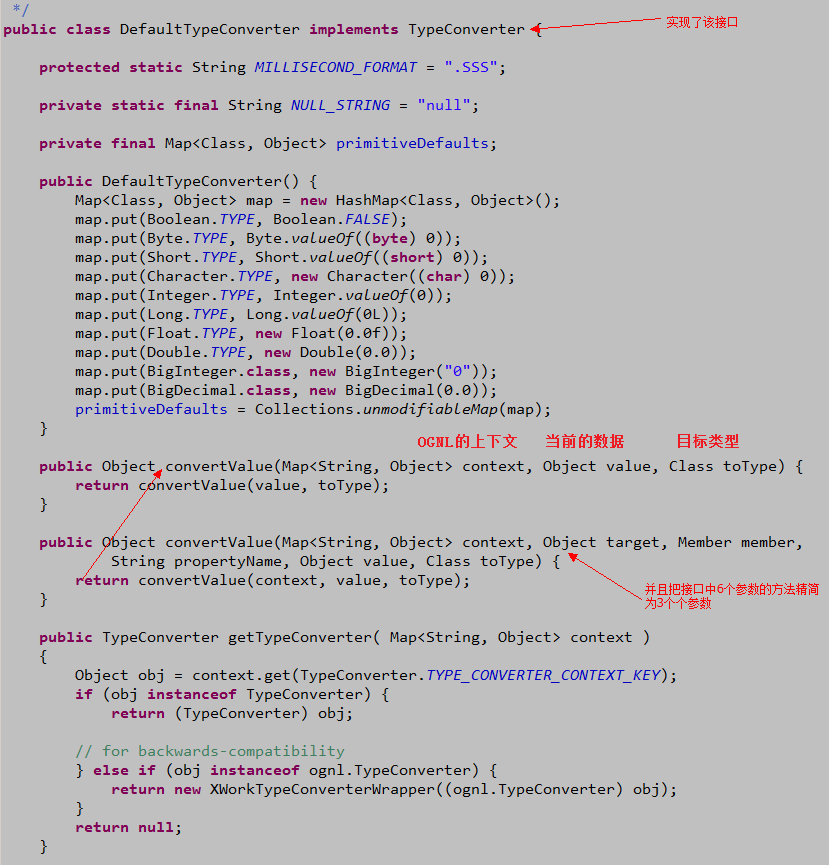 */
public class DefaultTypeConverter implements TypeConverter {
实现了该接口
protected static String MILLISECOND_FORMAT = ".SSS";
private static final String NULL_STRING = "null";
private final Map<Class, Object> primitiveDefaults;
public DefaultTypeConverter() {
Map<Class, Object> map = new HashMap<Class, Object>();
map.put(Boolean.TYPE, Boolean.FALSE);
map.put(Byte.TYPE, Byte.valueOf((byte) 0));
map.put(Short.TYPE, Short.valueOf((short) 0));
map.put(Character.TYPE, new Character((char) 0));
map.put(Integer.TYPE, Integer.valueOf(0));
map.put(Long.TYPE, Long.valueOf(0L));
map.put(Float.TYPE, new Float(0.0f));
map.put(Double.TYPE, new Double(0.0));
map.put(BigInteger.class, new BigInteger("0"));
map.put(BigDecimal.class, new BigDecimal(0.0));
primitiveDefaults = Collections.unmodifiableMap(map);
}
OGNL的上下文 当前的数据 目标类型
public Object convertValue(Map<String, Object> context, Object value, Class toType) {
return convertValue(value, toType);
}
public Object convertValue(Map<String, Object> context, Object target, Member member,
String propertyName, Object value, Class toType) {
return convertValue(context, value, toType);
}
并且把接口中6个参数的方法精简
为3个个参数
public TypeConverter getTypeConverter( Map<String, Object> context )
{
Object obj = context.get(TypeConverter.TYPE_CONVERTER_CONTEXT_KEY);
if (obj instanceof TypeConverter) {
return (TypeConverter) obj;
// for backwards-compatibility
} else if (obj instanceof ognl.TypeConverter) {
return new XWorkTypeConverterWrapper((ognl.TypeConverter) obj);
}
return null;
}